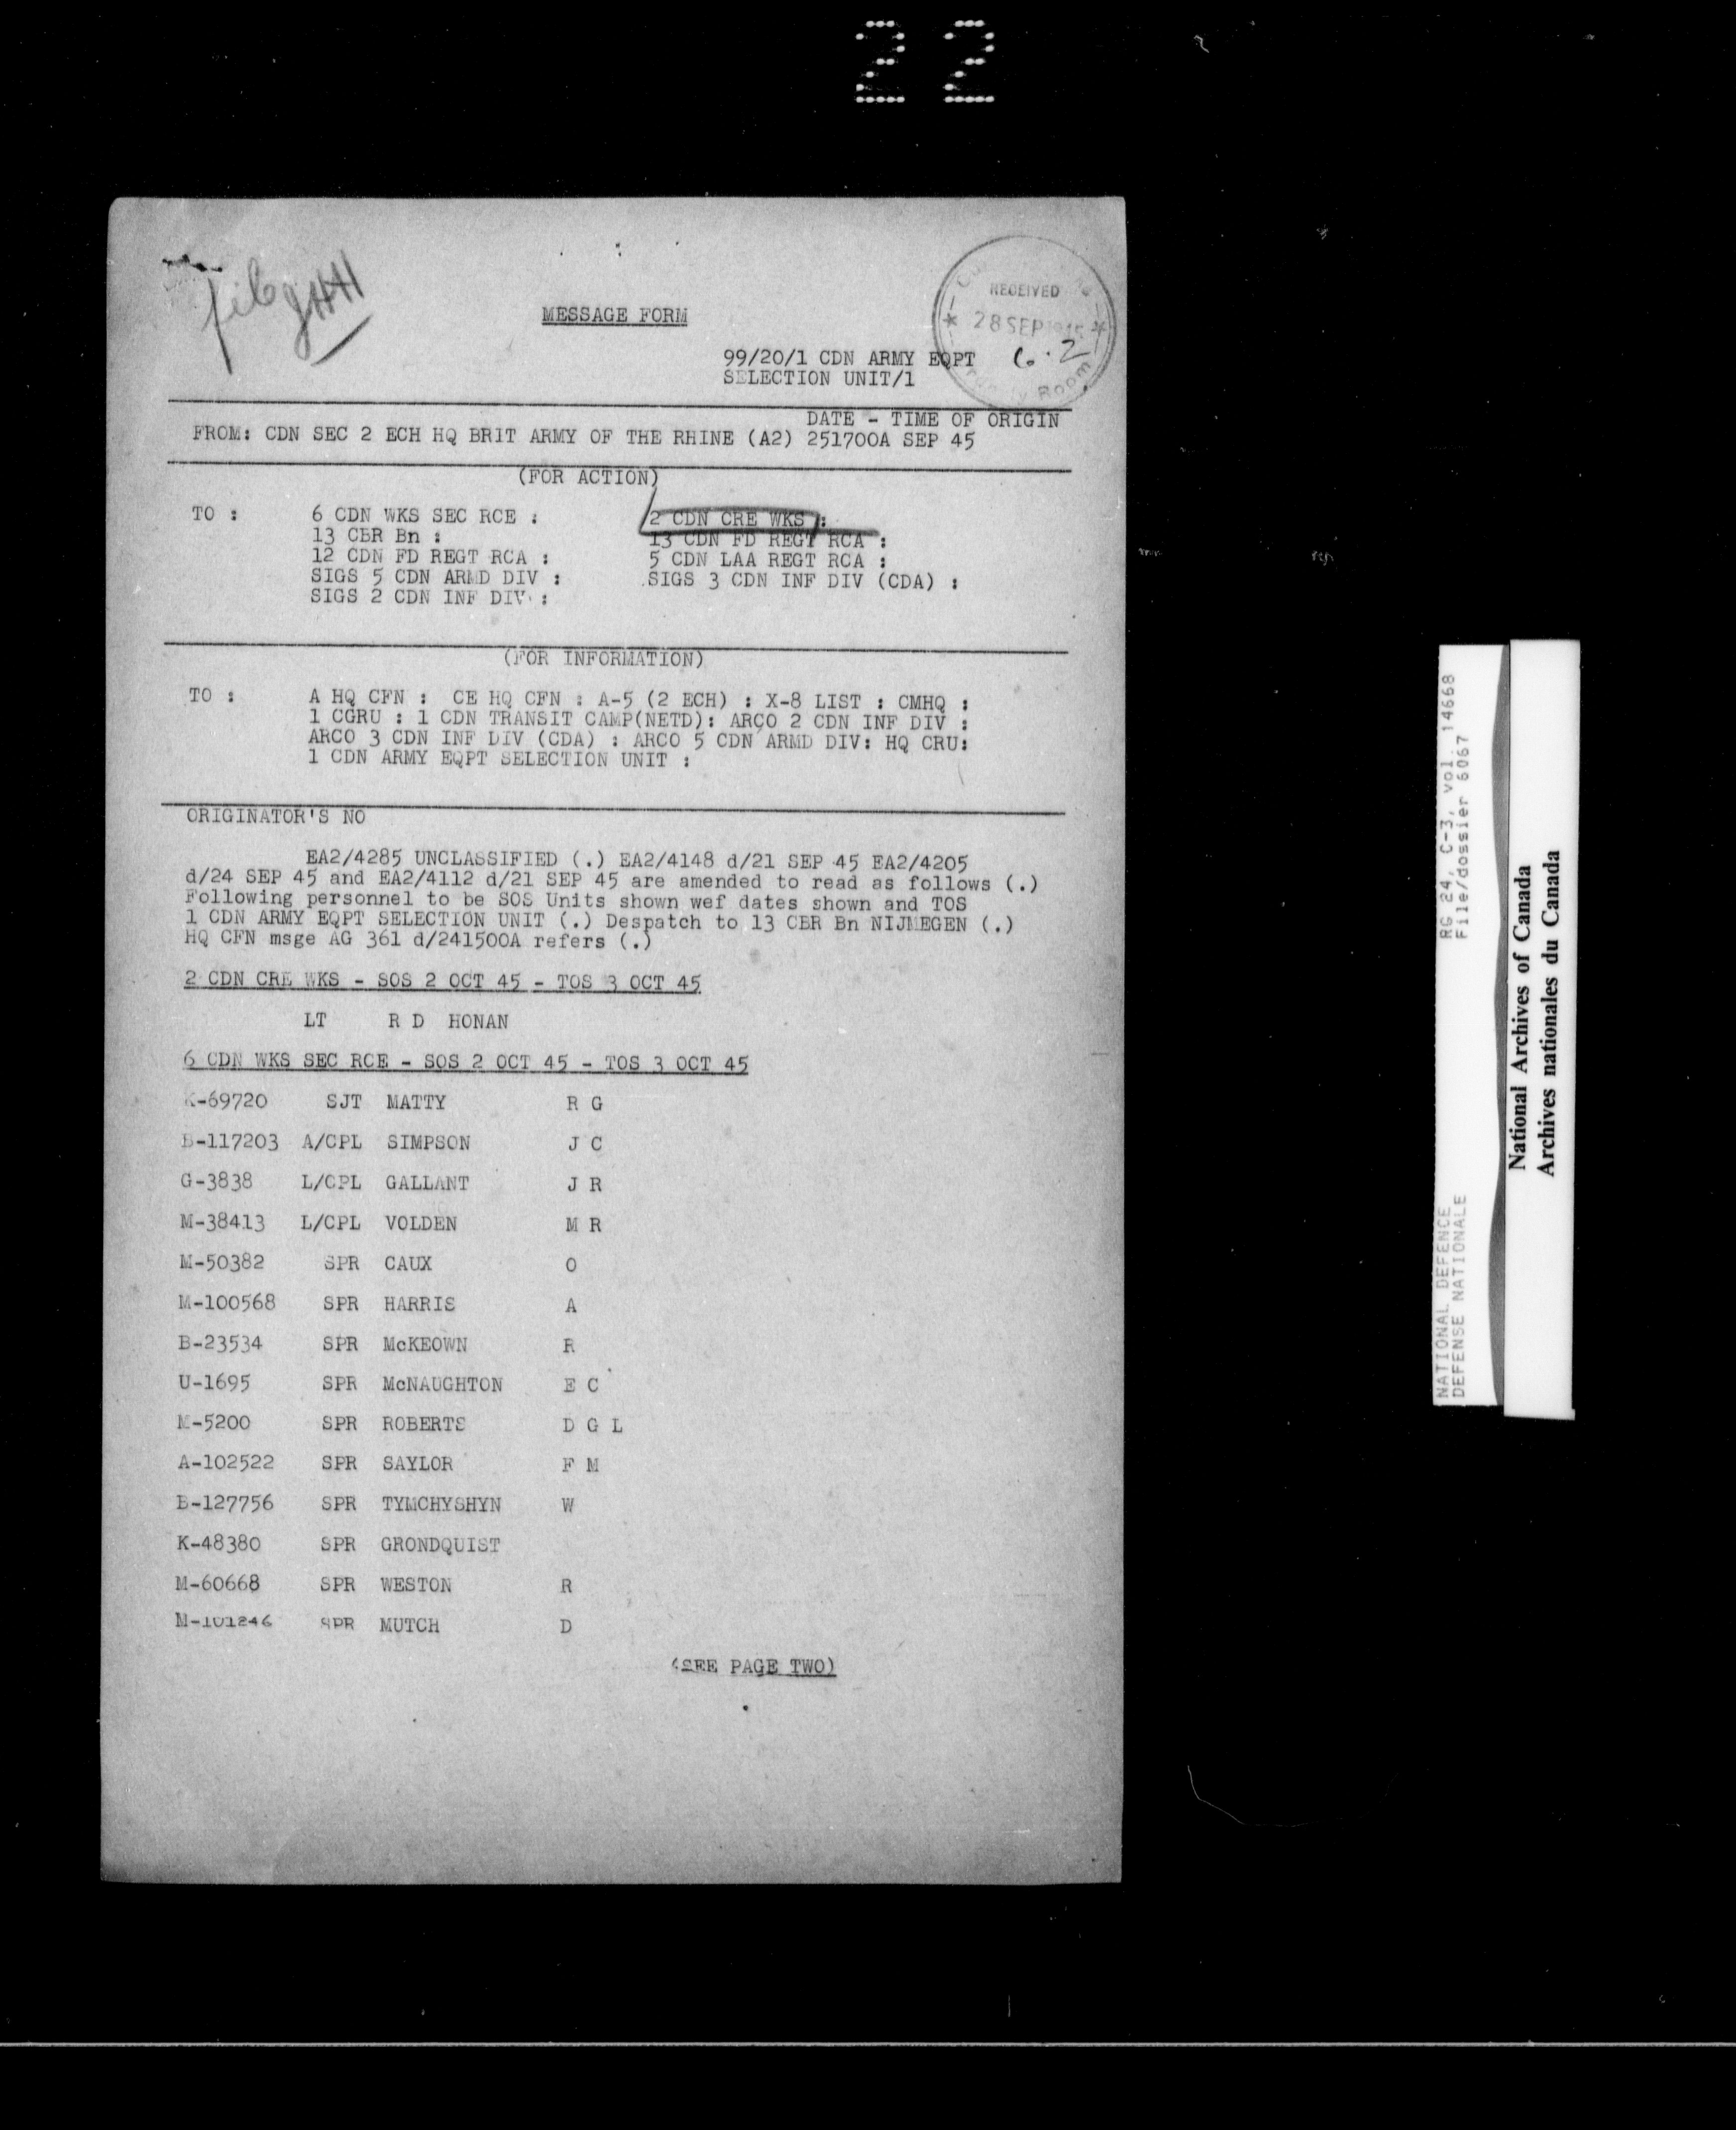 22
MESSAGE FORM
RECEIVED
28 SEP 1945
6.2
Room
99/20/1 CDN ARMY EQPT
SELECTION UNIT/1
DATE - TIME OF ORIGIN
FROM: CDN SEC 2 ECH HQ BRIT ARMY OF THE RHINE (A2) 251700A SEP 45
(FOR ACTION)
TO : 6 CDN WKS SEC RCE : 2 CDN CRE WKS :
13 CBR Bn : 13 CDN FD REGT RCA :
12 CDN FD REGT RCA : 5 CDN LAA REGT RCA :
SIGS 5 CDN ARMD DIV : SIGS 3 CDN INF DIV (CDA) :
SIGS 2 CDN INF DIV :
(FOR INFORMATION)
TO : A HQ CFN : CE HQ CFN : A-5 (2 ECH) : X-8 LIST : CMHQ :
1 CGRU : 1 CDN TRANSIT CAMP(NETD): ARCO 2 CDN INF DIV :
ARCO 3 CDN INF DIV (CDA) : ARCO 5 CDN ARMD DIV: HQ CRU:
1 CDN ARMY EQPT SELECTION UNIT :
ORIGINATOR'S NO
EA2/4285 UNCLASSIFIED (.) EA2/4148 d/21 SEP 45 EA2/4205
d/24 SEP 45 and EA2/4112 d/21 SEP 45 are amended to read as follows (.)
Following personnel to be SOS Units shown wef dates shown and TOS
1 CDN ARMY EQPT SELECTION UNIT (.) Despatch to 13 CBR Bn NIJMEGEN (.)
HQ CFN msge AG 361 d/241500A refers (.)
2 CDN CRE WKS - SOS 2 OCT 45 - TOS 3 OCT 45
LT R D HONAN
6 CDN WKS SEC RCE - SOS 2 OCT 45 - TOS 3 OCT 45
K-69720 SJT MATTY R G
B-117203 A/CPL SIMPSON J C
G-3838 L/CPL GALLANT J R
M-38413 L/CPL VOLDEN M R
M-50382 SPR CAUX O
M-100568 SPR HARRIS A
B-23534 SPR McKEOWN R
U-1695 SPR McNAUGHTON E C
M-5200 SPR ROBERTS D G L
A-102522 SPR SAYLOR F M
B-127756 SPR TYMCHYSHYN W
K-48380 SPR GRONDQUIST
M-60668 SPR WESTON R
M-101246 SPR MUTCH D
(SEE PAGE TWO)
RG 24, C-3, vol. 14668
File/dossier 6067
NATIONAL DEFENCE
DEFENSE NATIONALE
National Archives of Canada
Archives nationales du Canada